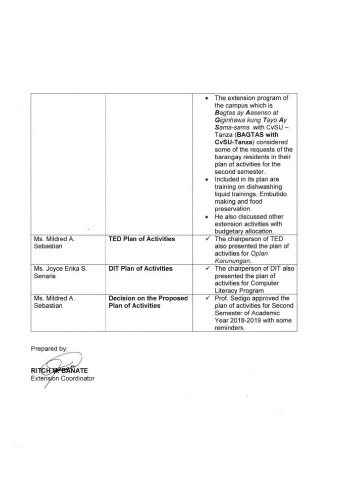 • The extension program of
the campus which is
Bagtas ay Aasenso at
Giginhawa kung Tayo Ay
Sama-sama with CvSU –
Tanza (BAGTAS with
CvSU-Tanza) considered
some of the requests of the
barangay residents in their
plan of activities for the
second semester.
• Included in its plan are
training on dishwashing
liquid trainings, Embutido
making and food
preservation.
• He also discussed other
extension activities with
budgetary allocation.
Ms. Mildred A.
Sebastian
TED Plan of Activities
✓ The chairperson of TED
also presented the plan of
activities for Oplan
Karunungan.
Ms. Joyce Erika S.
Senaris
DIT Plan of Activities
✓ The chairperson of DIT also
presented the plan of
activities for Computer
Literacy Program
Ms. Mildred A.
Sebastian
Decision on the Proposed
Plan of Activities
✓ Prof. Sedigo approved the
plan of activities for Second
Semester of Academic
Year 2018-2019 with some
reminders.
Prepared by:
RITCH M. BANATE
Extension Coordinator